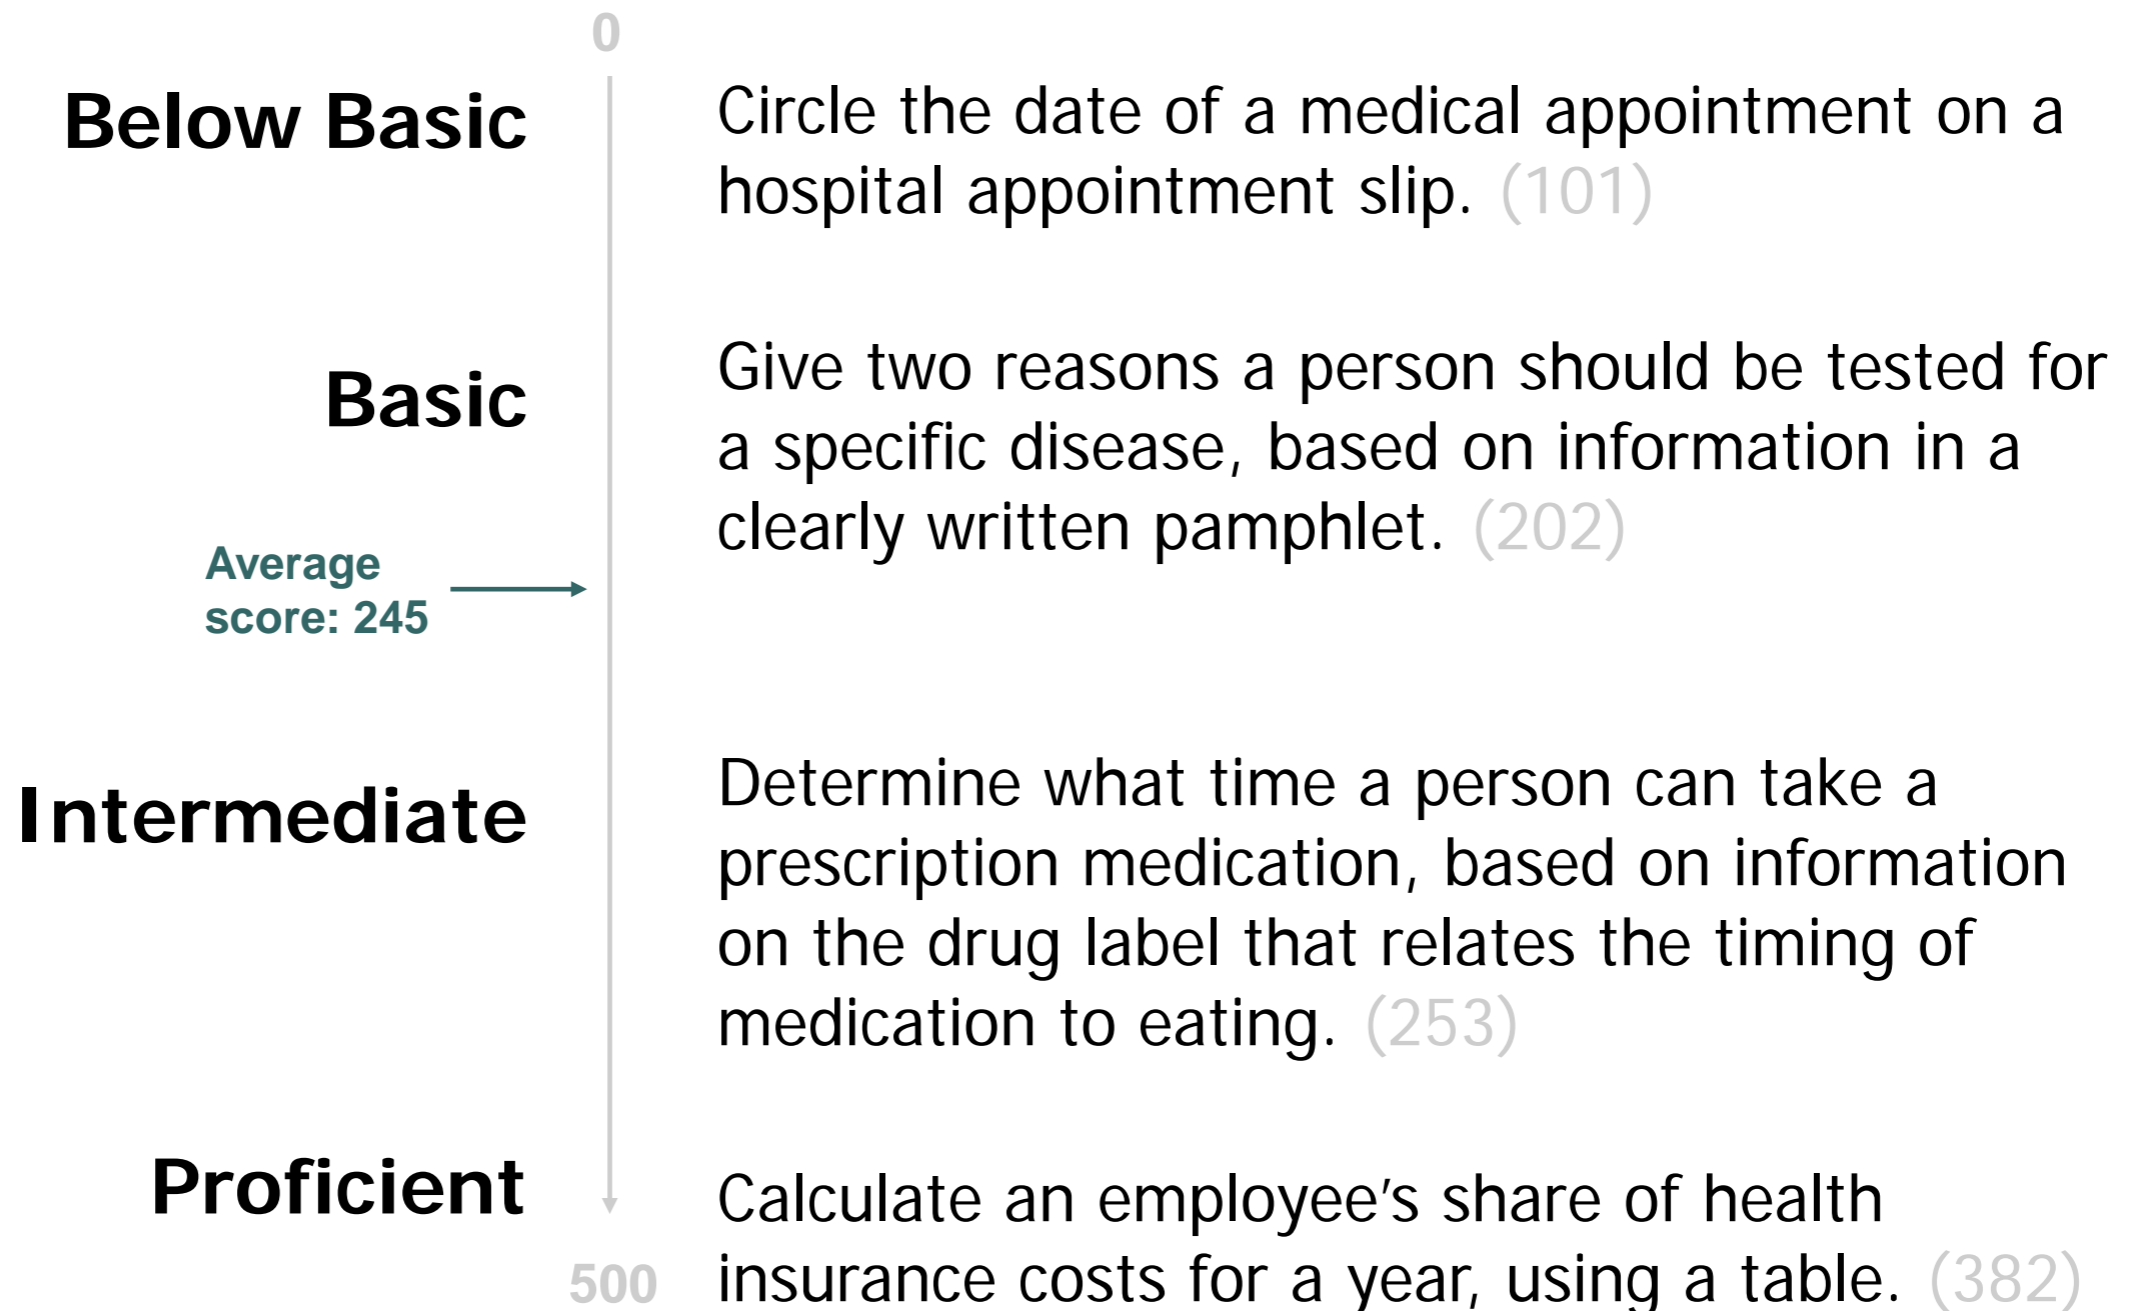 0
Below Basic
Circle the date of a medical appointment on a
hospital appointment slip. (101)
Basic
Give two reasons a person should be tested for
a specific disease, based on information in a
clearly written pamphlet. (202)
Average
score: 245
Intermediate
Determine what time a person can take a
prescription medication, based on information
on the drug label that relates the timing of
medication to eating. (253)
Proficient
Calculate an employee’s share of health
insurance costs for a year, using a table. (382)
500